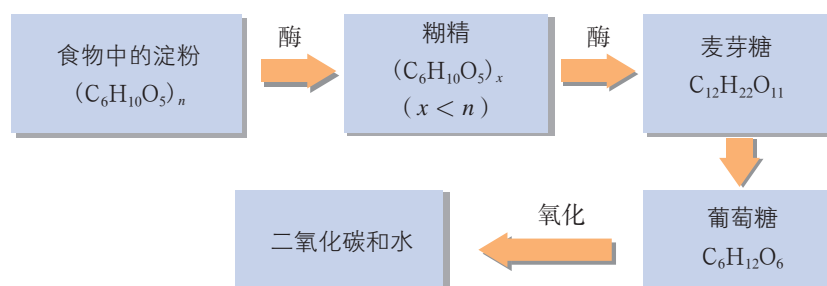 食物中的淀粉
(C₆H₁₀O₅)ₙ
酶
糊精
(C₆H₁₀O₅)ₓ
(x < n)
酶
麦芽糖
C₁₂H₂₂O₁₁
葡萄糖
C₆H₁₂O₆
氧化
二氧化碳和水